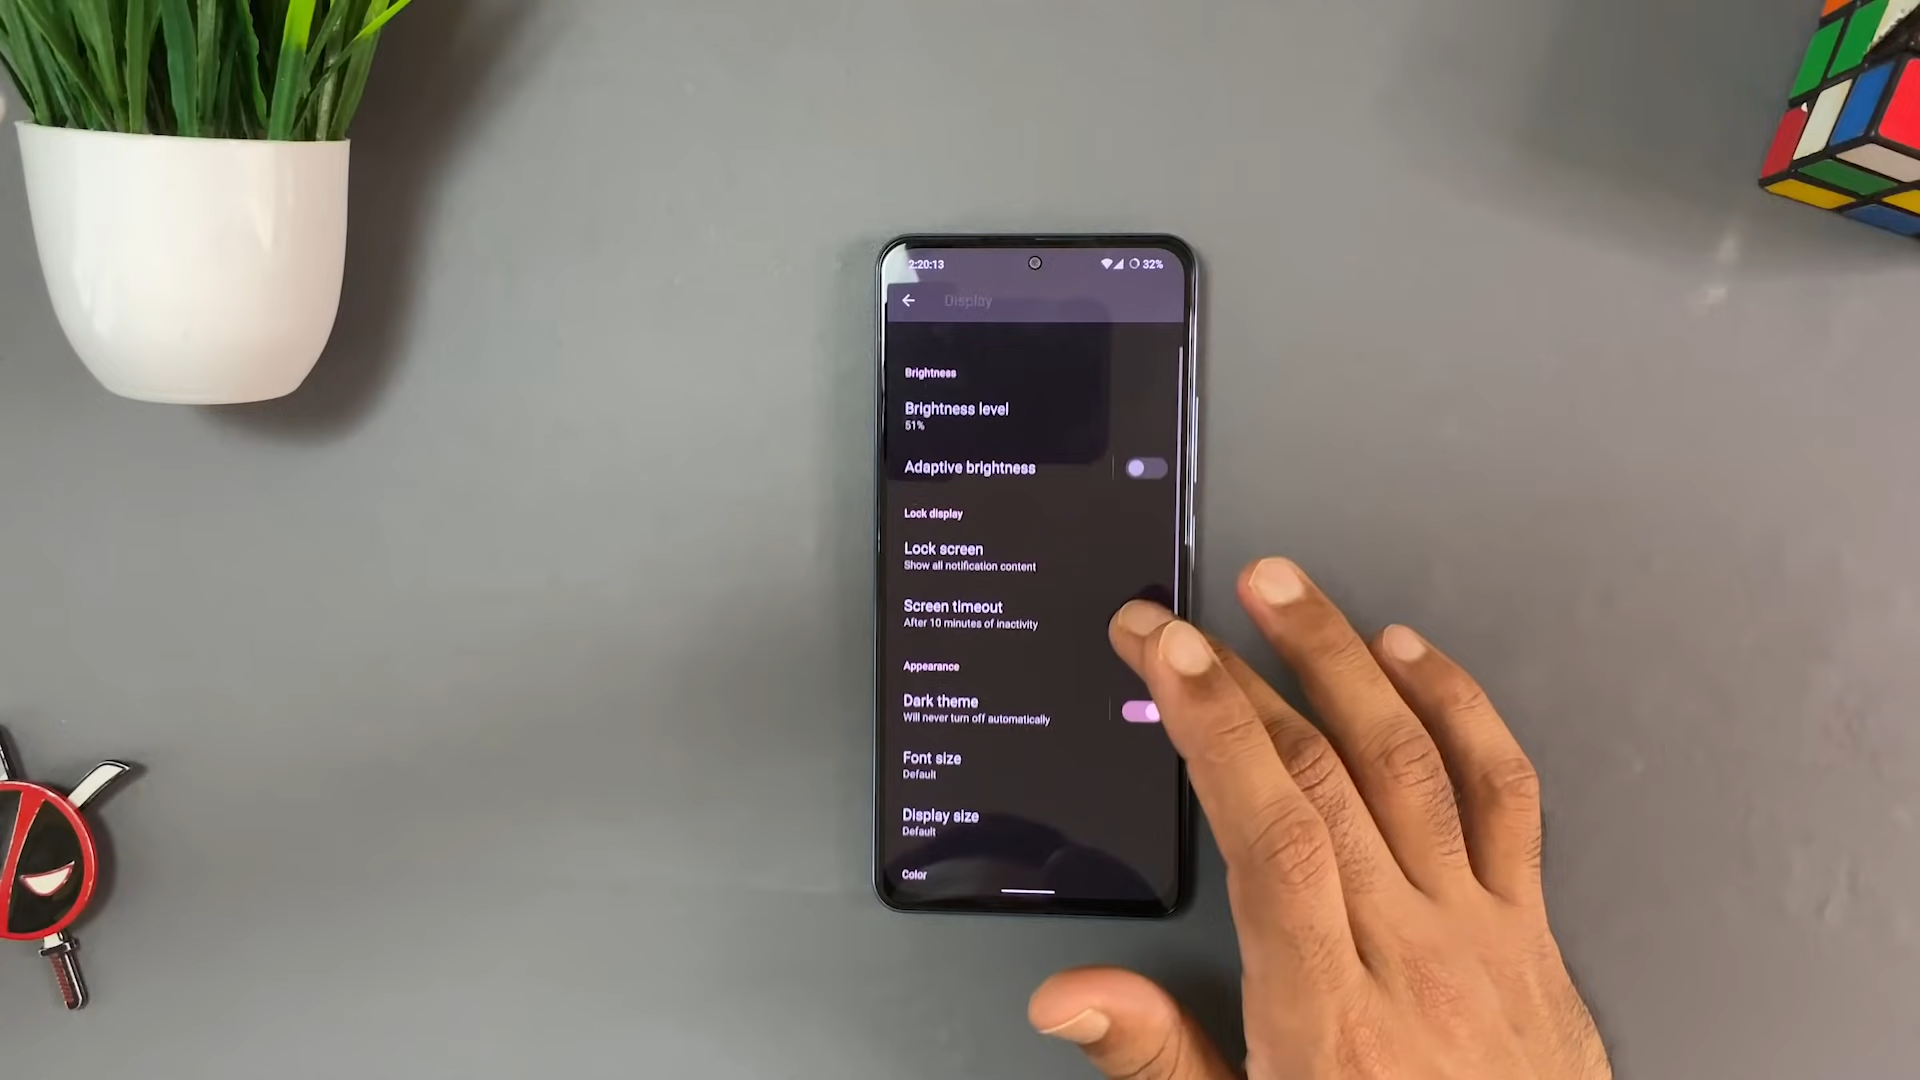 2:20:13 32%
Display
Brightness
Brightness level
51%
Adaptive brightness
Lock display
Lock screen
Show all notification content
Screen timeout
After 10 minutes of inactivity
Appearance
Dark theme
Will never turn off automatically
Font size
Default
Display size
Default
Color